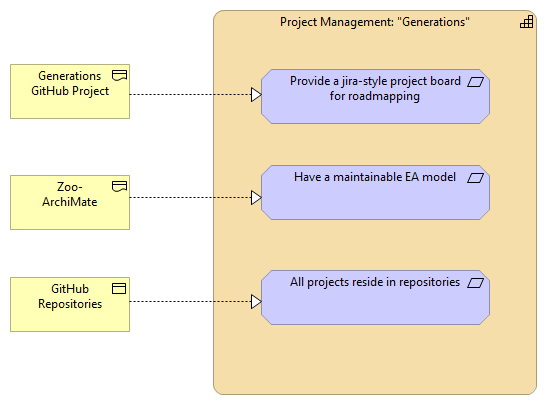 Project Management: "Generations"
Generations
GitHub Project
Provide a jira-style project board
for roadmapping
Zoo-
ArchiMate
Have a maintainable EA model
GitHub
Repositories
All projects reside in repositories